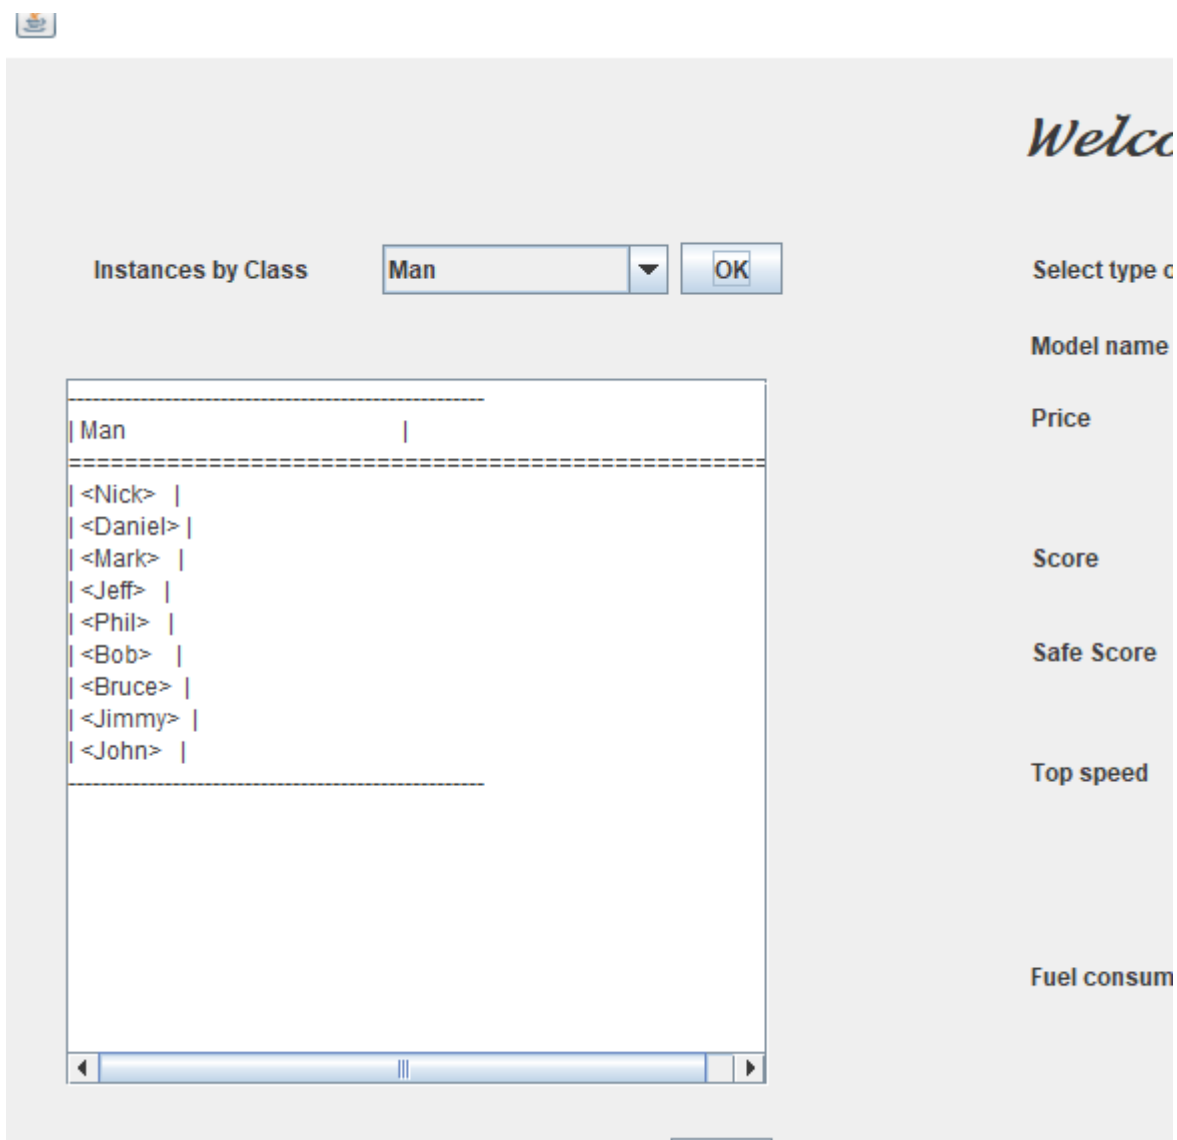 Welco
Instances by Class
Man
OK
Select type o
Model name
Price
Score
Safe Score
Top speed
Fuel consum
--------------------------------------------------------
| Man                                        |
==================================================
| <Nick>   |
| <Daniel> |
| <Mark>   |
| <Jeff>   |
| <Phil>   |
| <Bob>    |
| <Bruce>  |
| <Jimmy>  |
| <John>   |
--------------------------------------------------------